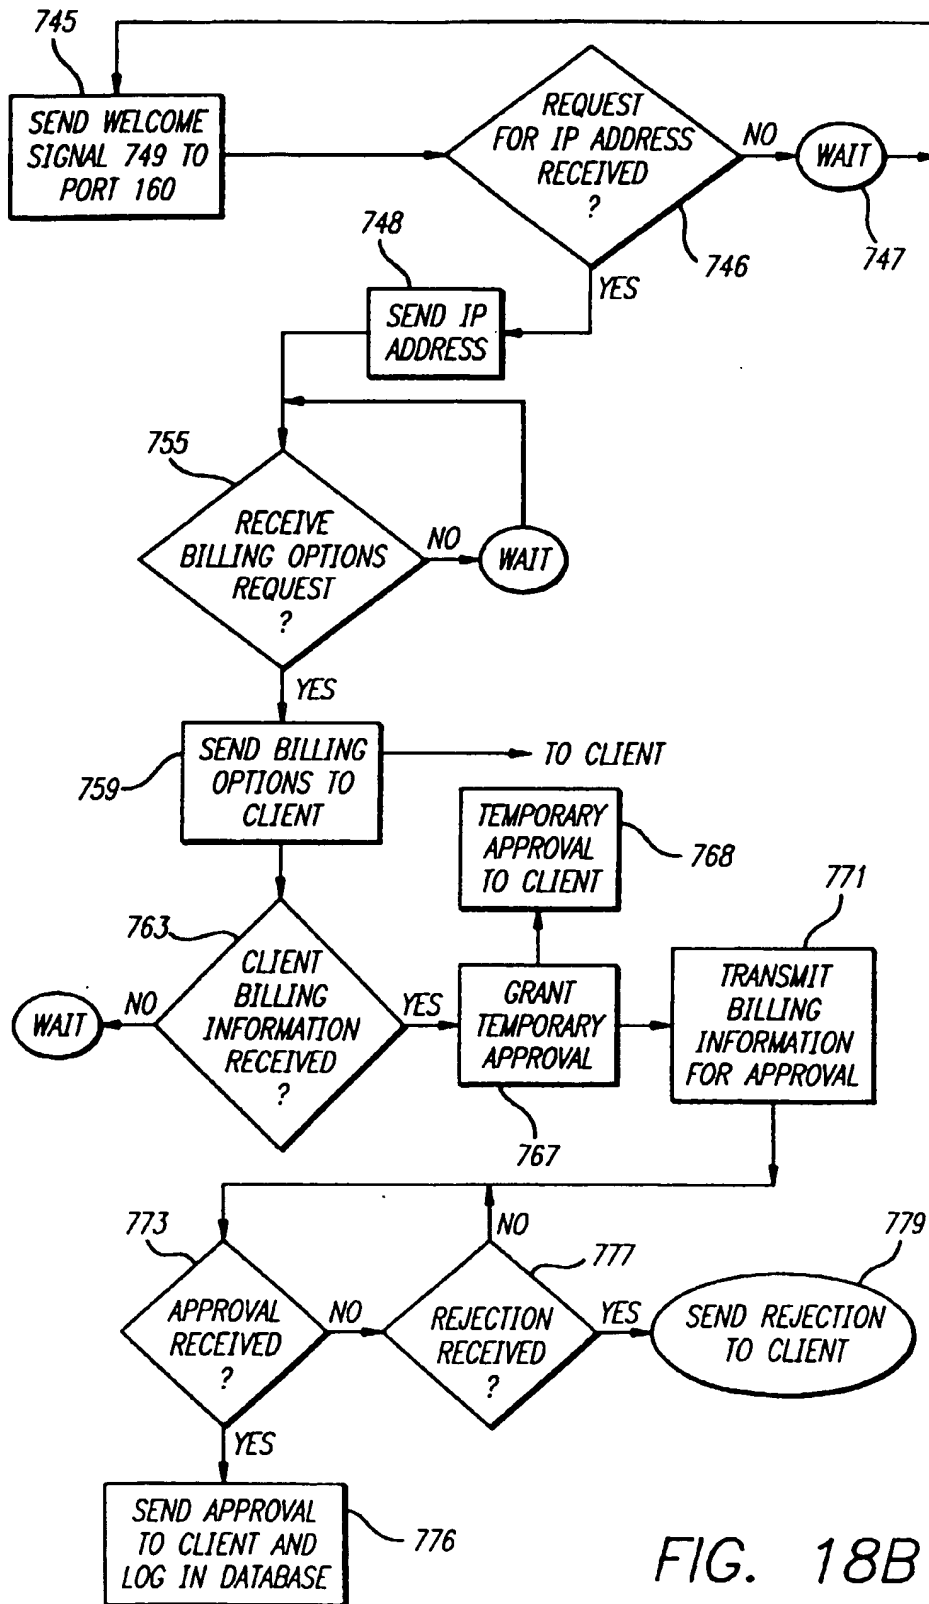 745
SEND WELCOME
SIGNAL 749 TO
PORT 160
REQUEST
FOR IP ADDRESS
RECEIVED
?
NO
WAIT
746
747
YES
748
SEND IP
ADDRESS
755
RECEIVE
BILLING OPTIONS
REQUEST
?
NO
WAIT
YES
759
SEND BILLING
OPTIONS TO
CLIENT
TO CLIENT
TEMPORARY
APPROVAL
TO CLIENT
768
763
CLIENT
BILLING
INFORMATION
RECEIVED
?
NO
WAIT
YES
GRANT
TEMPORARY
APPROVAL
767
771
TRANSMIT
BILLING
INFORMATION
FOR APPROVAL
773
APPROVAL
RECEIVED
?
NO
NO
777
REJECTION
RECEIVED
?
YES
779
SEND REJECTION
TO CLIENT
YES
SEND APPROVAL
TO CLIENT AND
LOG IN DATABASE
776
FIG. 18B